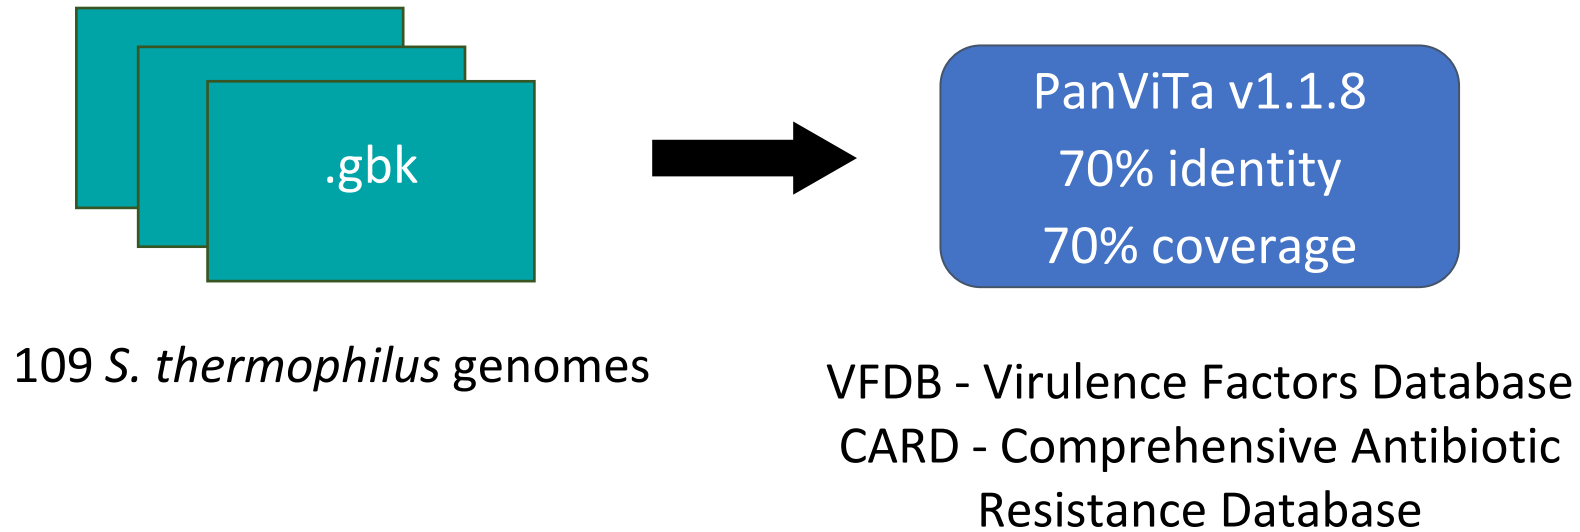 .gbk
109 S. thermophilus genomes
PanViTa v1.1.8
70% identity
70% coverage
VFDB - Virulence Factors Database
CARD - Comprehensive Antibiotic
Resistance Database